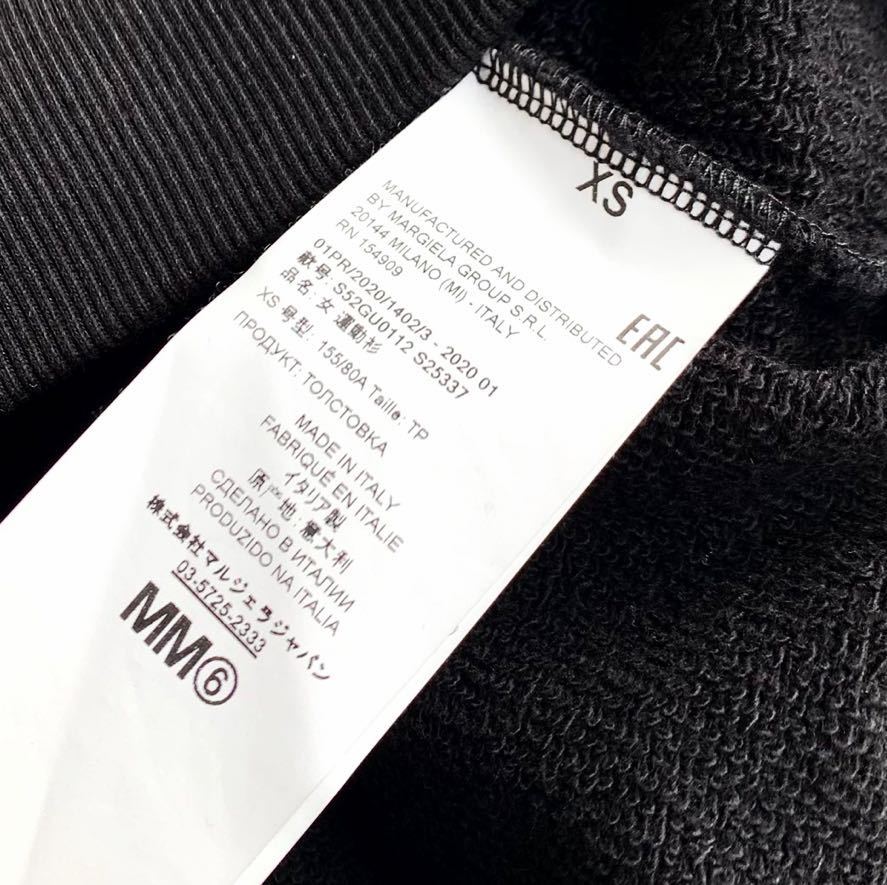 XS
MANUFACTURED AND DISTRIBUTED
BY MARGIELA GROUP S.R.L.
20144 MILANO (MI) - ITALY
RN 154909
EAC
01PR/2020/1402/3 - 2020 01
款号: S52GU0112 S25337
品名: 女 運動衫
XS 号型: 155/80A Taille: TP
ПРОДУКТ: ТОЛСТОВКА
MADE IN ITALY
FABRIQUÉ EN ITALIE
イタリア製
原产地: 意大利
СДЕЛАНО В ИТАЛИИ
PRODUZIDO NA ITALIA
株式会社マルジェラジャパン
03-5725-2333
MM⑥